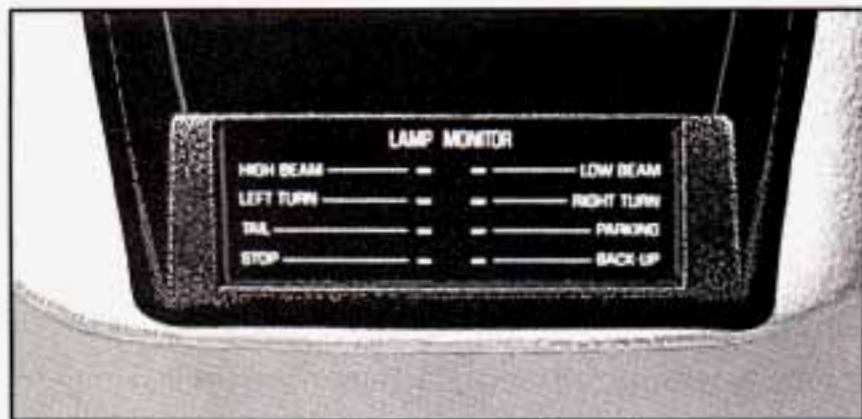 LAMP MONITOR
HIGH BEAM LOW BEAM
LEFT TURN RIGHT TURN
TAIL PARKING
STOP BACK UP